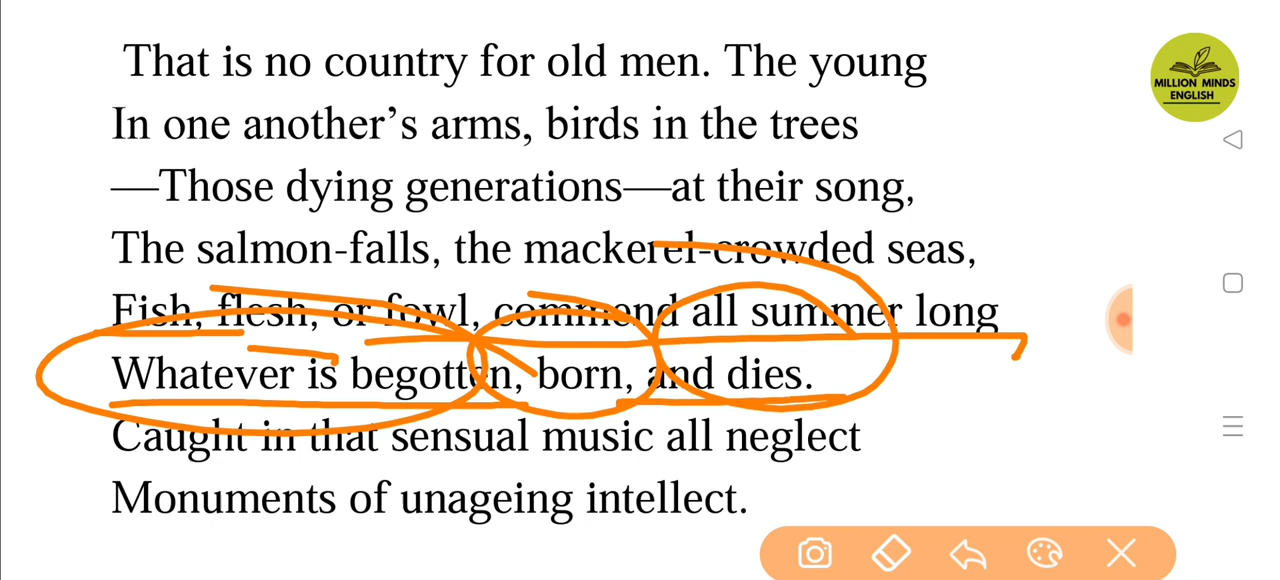 That is no country for old men. The young
In one another’s arms, birds in the trees
—Those dying generations—at their song,
The salmon-falls, the mackerel-crowded seas,
Fish, flesh, or fowl, commend all summer long
Whatever is begotten, born, and dies.
Caught in that sensual music all neglect
Monuments of unageing intellect.
MILLION MINDS
ENGLISH